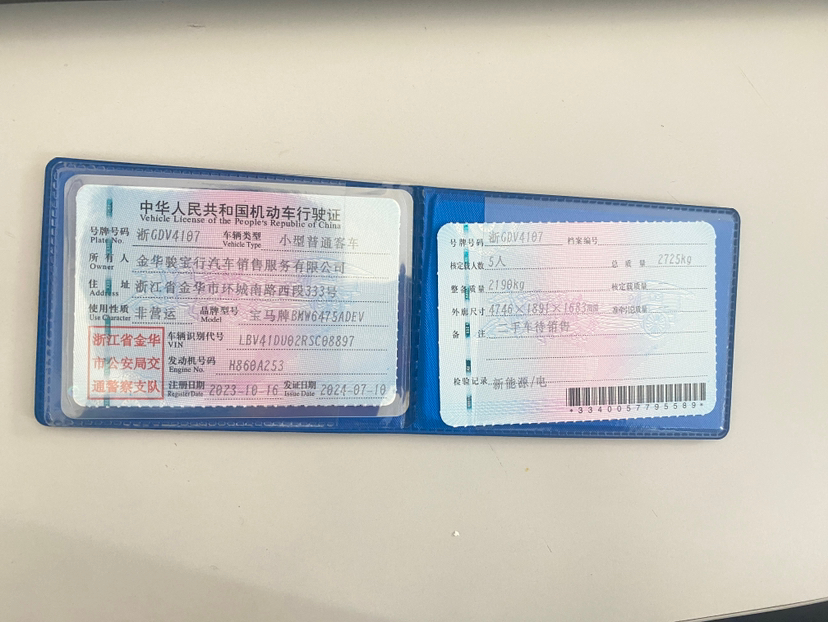 中华人民共和国机动车行驶证
Vehicle License of the People's Republic of China
号牌号码 浙GDV4107 车辆类型 小型普通客车
Plate No. Vehicle Type
所有人 金华骏宝行汽车销售服务有限公司
Owner
住址 浙江省金华市环城南路西段333号
Address
使用性质 非营运 品牌型号 宝马牌BMW6475ADEV
Use Character Model
浙江省金华
市公安局交
通警察支队
车辆识别代号 LBV41DU02RSC08897
VIN
发动机号码 H860A253
Engine No.
注册日期 2023-10-16 发证日期 2024-07-10
Register Date Issue Date
号牌号码 浙GDV4107 档案编号
核定载人数 5人 总质量 2725kg
整备质量 2190kg 核定载质量
外廓尺寸 4746×1891×1683mm 准牵引总质量
备注 二手车待销售
检验记录 新能源/电
*3340057795589*